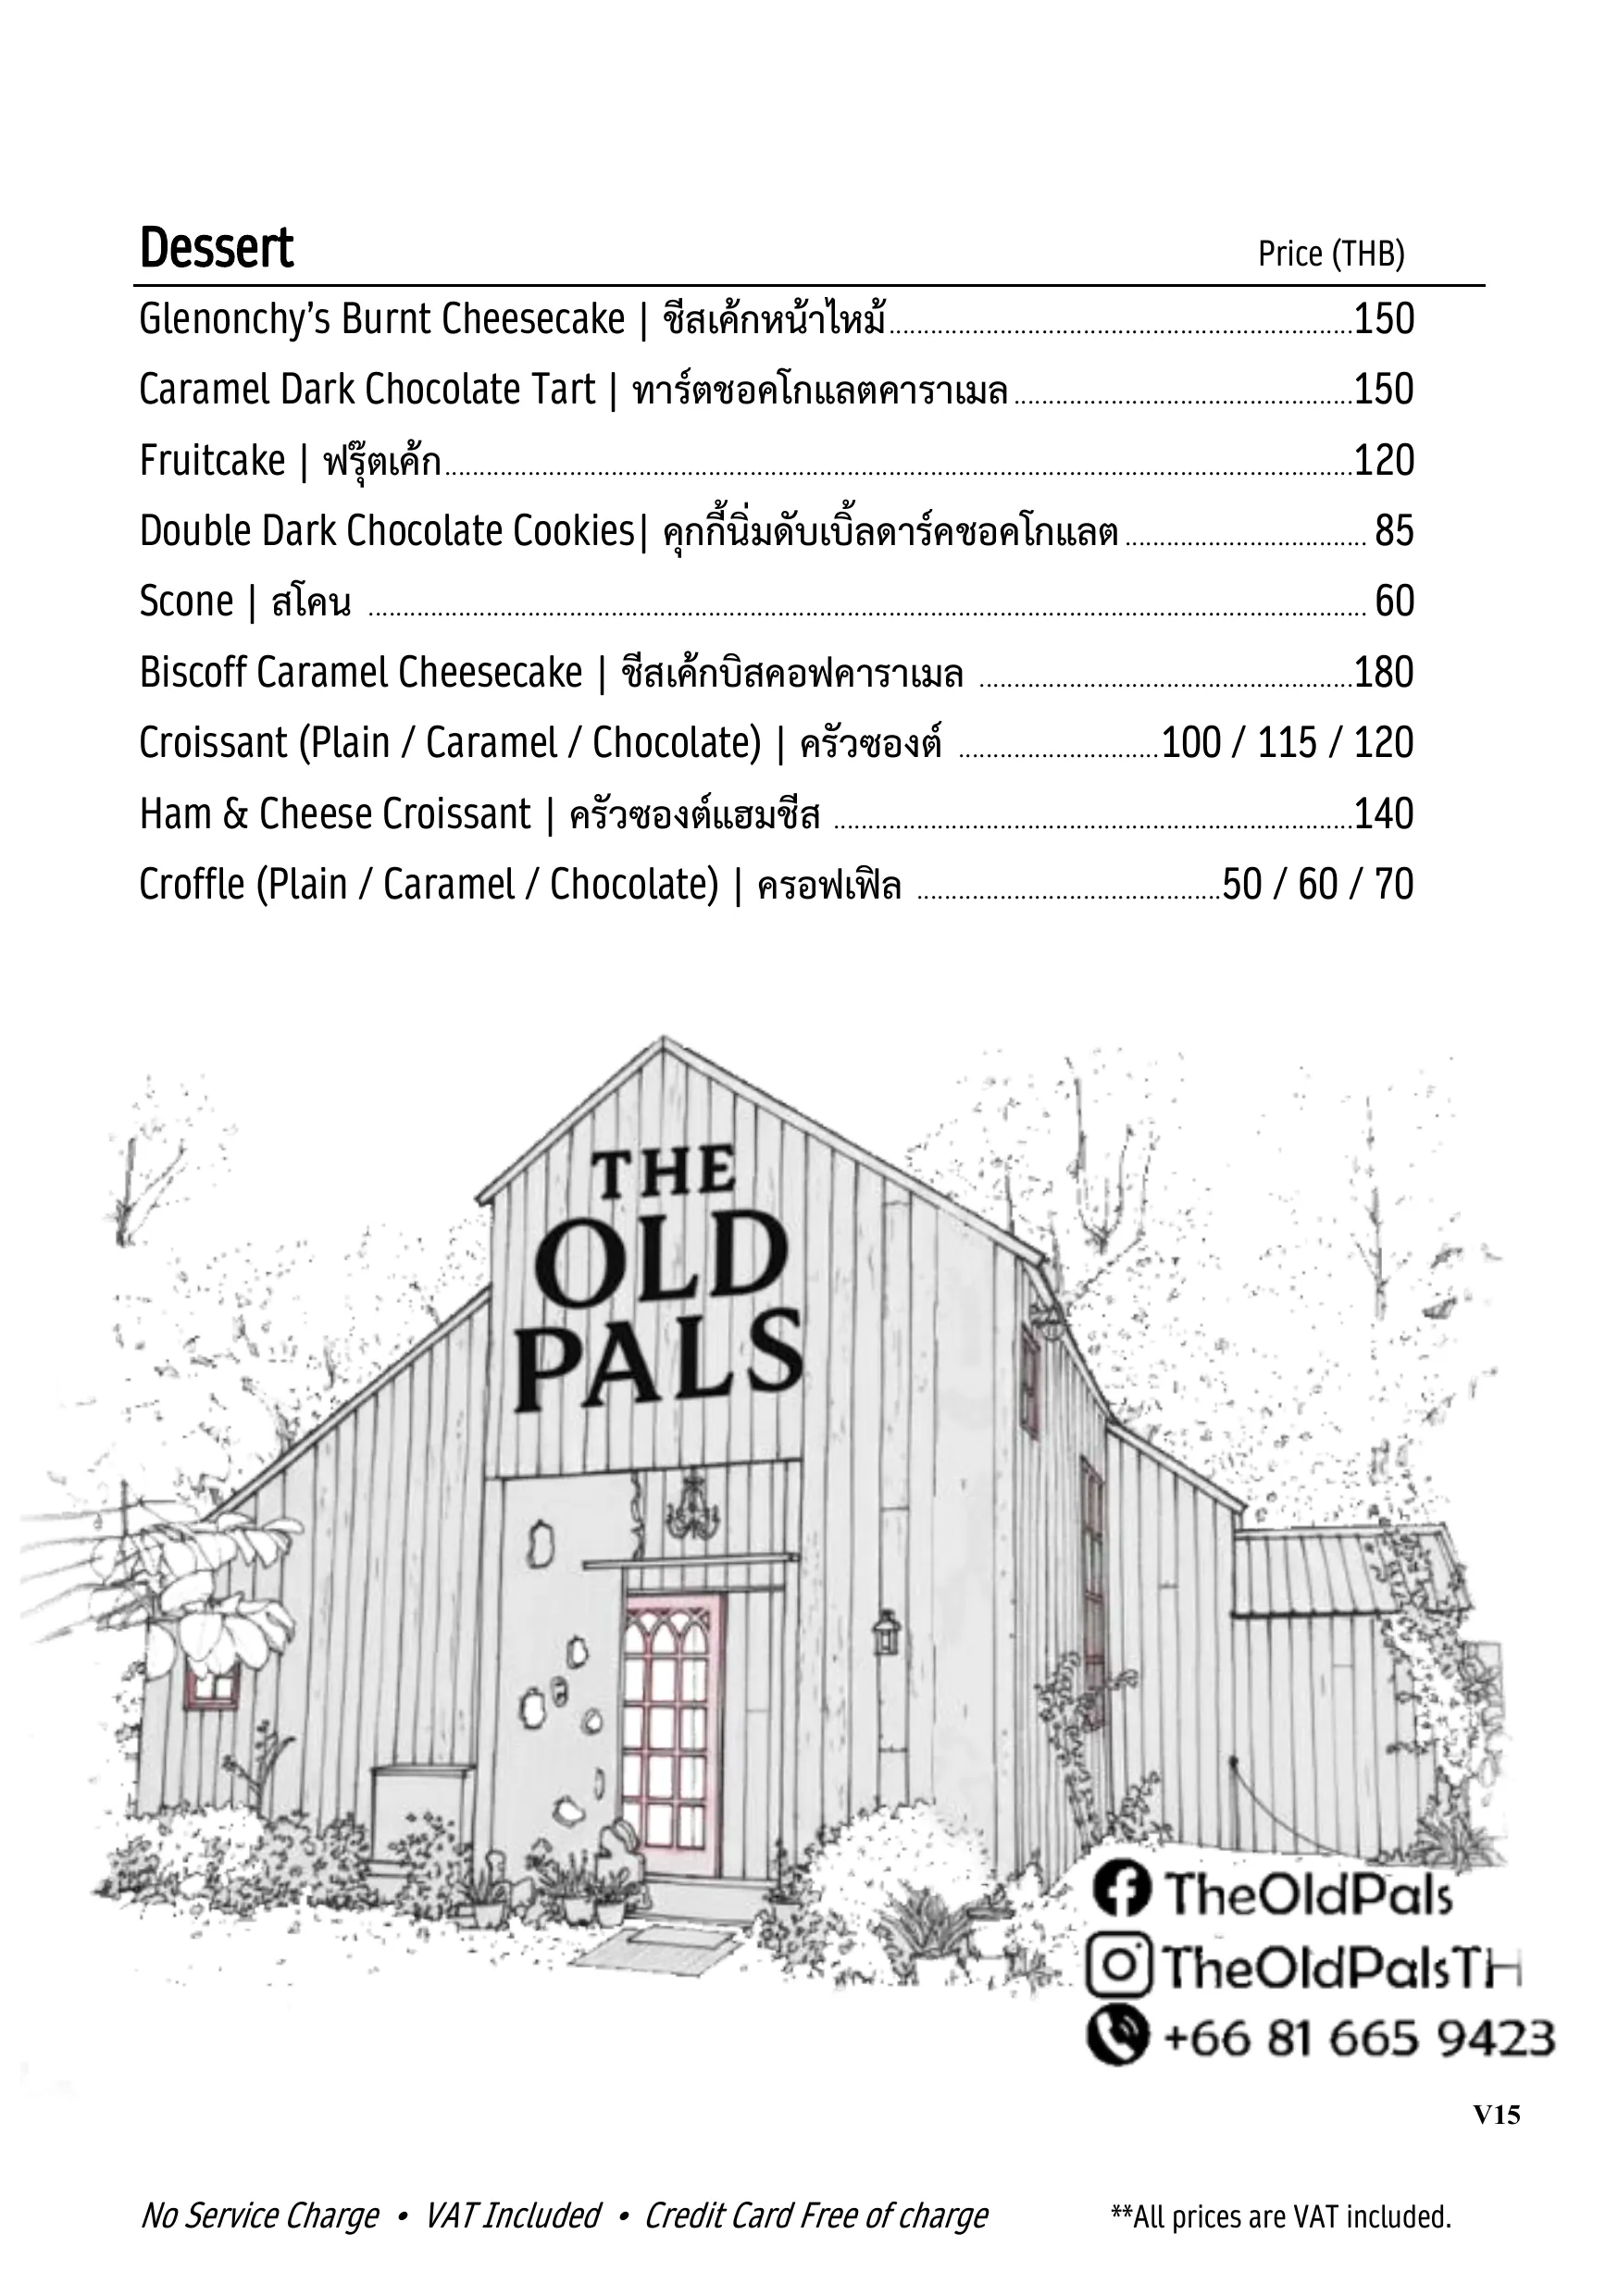 Dessert Price (THB)
Glenonchy’s Burnt Cheesecake | ชีสเค้กหน้าไหม้ 150
Caramel Dark Chocolate Tart | ทาร์ตชอคโกแลตคาราเมล 150
Fruitcake | ฟรุ๊ตเค้ก 120
Double Dark Chocolate Cookies| คุกกี้นิ่มดับเบิ้ลดาร์คชอคโกแลต 85
Scone | สโคน 60
Biscoff Caramel Cheesecake | ชีสเค้กบิสคอฟคาราเมล 180
Croissant (Plain / Caramel / Chocolate) | ครัวซองต์ 100 / 115 / 120
Ham & Cheese Croissant | ครัวซองต์แฮมชีส 140
Croffle (Plain / Caramel / Chocolate) | ครอฟเฟิล 50 / 60 / 70
THE
OLD
PALS
TheOldPals
TheOldPalsTH
+66 81 665 9423
V15
No Service Charge • VAT Included • Credit Card Free of charge **All prices are VAT included.